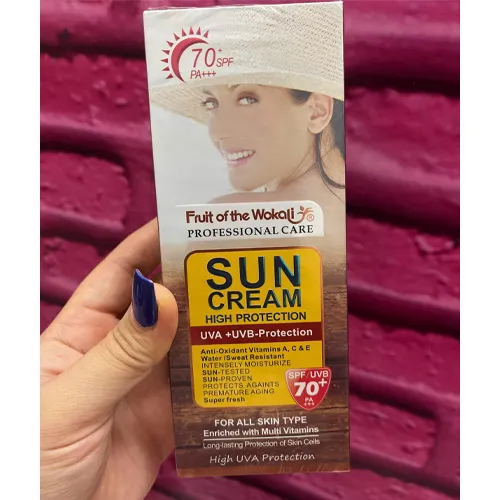 70+ SPF
PA+++
Fruit of the Wokali ®
PROFESSIONAL CARE
SUN
CREAM
HIGH PROTECTION
UVA +UVB-Protection
Anti-Oxidant Vitamins A, C & E
Water /Sweat Resistant
INTENSELY MOISTURIZE
SUN-TESTED
SUN-PROVEN
PROTECTS AGAINTS
PREMATURE AGING
Super fresh
SPF/UVB
70+
PA
+++
FOR ALL SKIN TYPE
Enriched with Multi Vitamins
Long-lasting Protection of Skin Cells
High UVA Protection